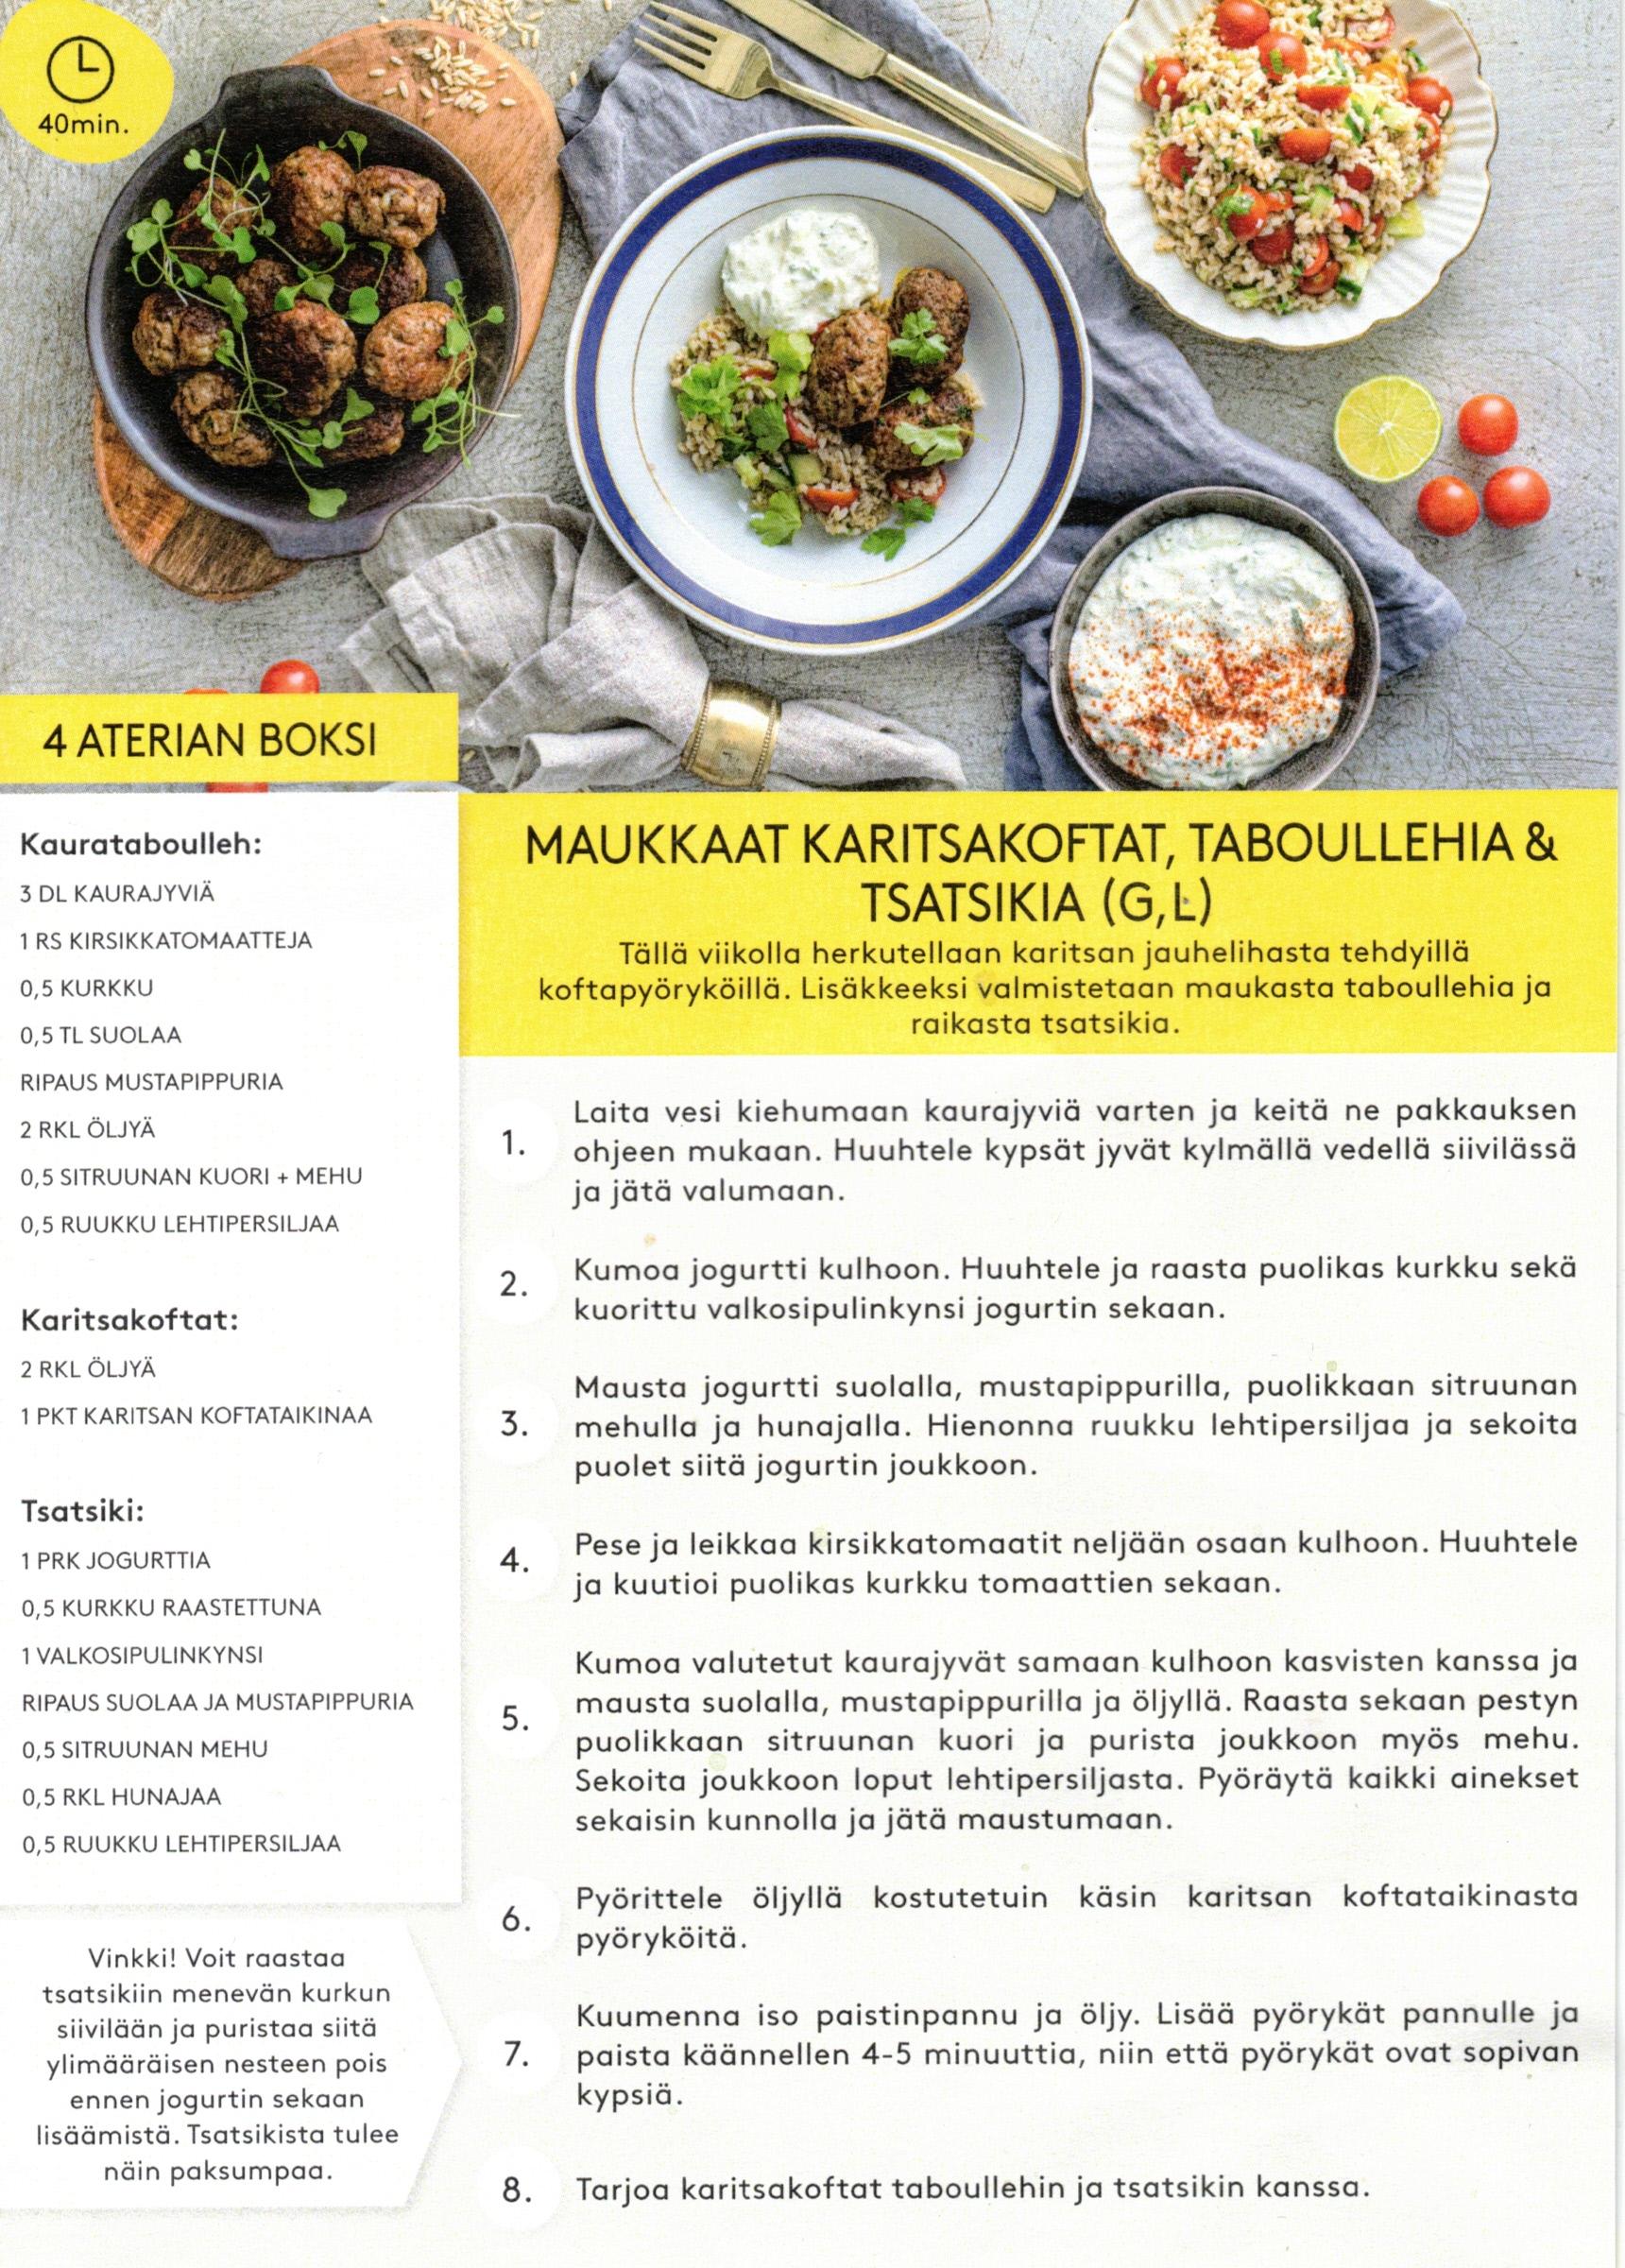 40min.
4 ATERIAN BOKSI
Kaurataboulleh:
3 DL KAURAJYVIÄ
1 RS KIRSIKKATOMAATTEJA
0,5 KURKKU
0,5 TL SUOLAA
RIPAUS MUSTAPIPPURIA
2 RKL ÖLJYÄ
0,5 SITRUUNAN KUORI + MEHU
0,5 RUUKKU LEHTIPERSILJAA
Karitsakoftat:
2 RKL ÖLJYÄ
1 PKT KARITSAN KOFTATAIKINAA
Tsatsiki:
1 PRK JOGURTTIA
0,5 KURKKU RAASTETTUNA
1 VALKOSIPULINKYNSI
RIPAUS SUOLAA JA MUSTAPIPPURIA
0,5 SITRUUNAN MEHU
0,5 RKL HUNAJAA
0,5 RUUKKU LEHTIPERSILJAA
Vinkki! Voit raastaa
tsatsikiin menevän kurkun
siivilään ja puristaa siitä
ylimääräisen nesteen pois
ennen jogurtin sekaan
lisäämistä. Tsatsikista tulee
näin paksumpaa.
MAUKKAAT KARITSAKOFTAT, TABOULLEHIA &
TSATSIKIA (G,L)
Tällä viikolla herkutellaan karitsan jauhelihasta tehdyillä
koftapyöryköillä. Lisäkkeeksi valmistetaan maukasta taboullehia ja
raikasta tsatsikia.
1. Laita vesi kiehumaan kaurajyviä varten ja keitä ne pakkauksen
ohjeen mukaan. Huuhtele kypsät jyvät kylmällä vedellä siivilässä
ja jätä valumaan.
2. Kumoa jogurtti kulhoon. Huuhtele ja raasta puolikas kurkku sekä
kuorittu valkosipulinkynsi jogurtin sekaan.
3. Mausta jogurtti suolalla, mustapippurilla, puolikkaan sitruunan
mehulla ja hunajalla. Hienonna ruukku lehtipersiljaa ja sekoita
puolet siitä jogurtin joukkoon.
4. Pese ja leikkaa kirsikkatomaatit neljään osaan kulhoon. Huuhtele
ja kuutioi puolikas kurkku tomaattien sekaan.
5. Kumoa valutetut kaurajyvät samaan kulhoon kasvisten kanssa ja
mausta suolalla, mustapippurilla ja öljyllä. Raasta sekaan pestyn
puolikkaan sitruunan kuori ja purista joukkoon myös mehu.
Sekoita joukkoon loput lehtipersiljasta. Pyöräytä kaikki ainekset
sekaisin kunnolla ja jätä maustumaan.
6. Pyörittele öljyllä kostutetuin käsin karitsan koftataikinasta
pyöryköitä.
7. Kuumenna iso paistinpannu ja öljy. Lisää pyörykät pannulle ja
paista käännellen 4-5 minuuttia, niin että pyörykät ovat sopivan
kypsiä.
8. Tarjoa karitsakoftat taboullehin ja tsatsikin kanssa.